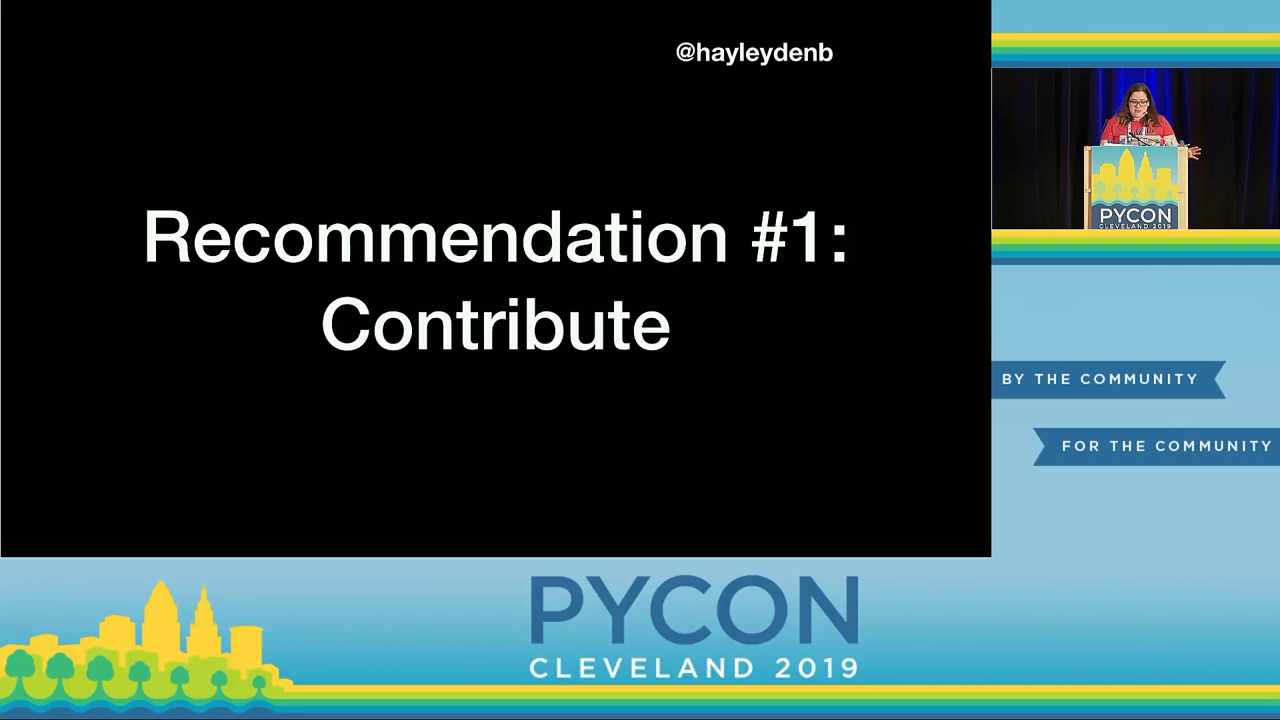 @hayleydenb
Recommendation #1:
Contribute
PYCON
CLEVELAND 2019
BY THE COMMUNITY
FOR THE COMMUNITY
PYCON
CLEVELAND 2019